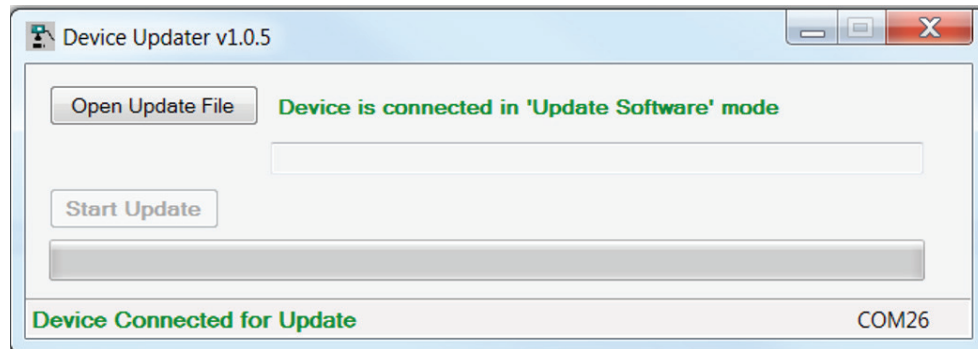 Device Updater v1.0.5
Open Update File
Device is connected in 'Update Software' mode
Start Update
Device Connected for Update
COM26